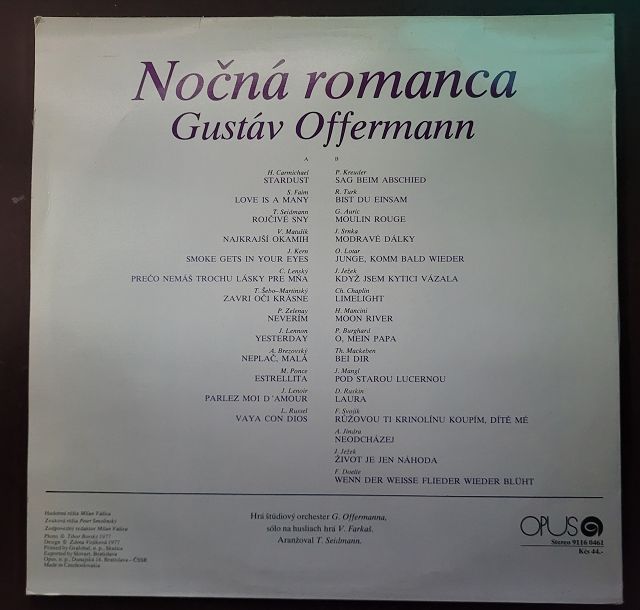 Nočná romanca
Gustáv Offermann
A
H. Carmichael
STARDUST
S. Faim
LOVE IS A MANY
T. Seidmann
ROJČIVÉ SNY
V. Matušík
NAJKRAJŠÍ OKAMIH
J. Kern
SMOKE GETS IN YOUR EYES
C. Lenský
PREČO NEMÁŠ TROCHU LÁSKY PRE MŇA
T. Šebo-Martinský
ZAVRI OČI KRÁSNE
P. Zelenay
NEVERÍM
J. Lennon
YESTERDAY
A. Brezovský
NEPLAČ, MALÁ
M. Ponce
ESTRELLITA
J. Lenoir
PARLEZ MOI D'AMOUR
L. Russel
VAYA CON DIOS
B
P. Kreuder
SAG BEIM ABSCHIED
R. Turk
BIST DU EINSAM
G. Auric
MOULIN ROUGE
J. Srnka
MODRAVÉ DÁLKY
O. Lotar
JUNGE, KOMM BALD WIEDER
J. Ježek
KDYŽ JSEM KYTICI VÁZALA
Ch. Chaplin
LIMELIGHT
H. Mancini
MOON RIVER
P. Burghard
O, MEIN PAPA
Th. Mackeben
BEI DIR
J. Mangl
POD STAROU LUCERNOU
D. Ruskin
LAURA
F. Svojík
RŮŽOVOU TI KRINOLÍNU KOUPÍM, DÍTĚ MÉ
A. Jindra
NEODCHÁZEJ
J. Ježek
ŽIVOT JE JEN NÁHODA
F. Doelle
WENN DER WEISSE FLIEDER WIEDER BLÜHT
Hudobná réžia Milan Vašica
Zvuková réžia Peter Smolinský
Zodpovedný redaktor Milan Vašica
Photo © Tibor Borský 1977
Design © Zdena Vojtková 1977
Printed by Grafobal, n. p., Skalica
Exported by Slovart, Bratislava
Opus, n. p., Dunajská 18, Bratislava – ČSSR
Made in Czechoslovakia
Hrá štúdiový orchester G. Offermanna,
sólo na husliach hrá V. Farkaš.
Aranžoval T. Seidmann.
OPUS
Stereo 9116 0461
Kčs 44,-